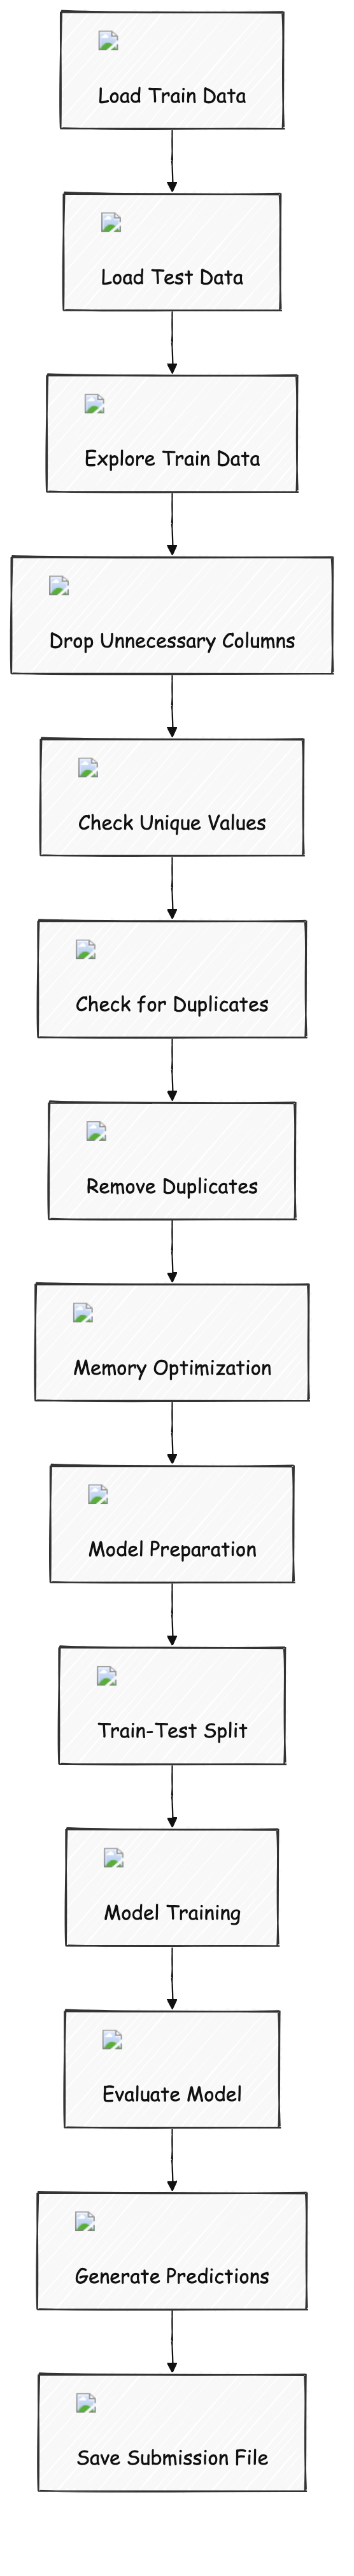 Load Train Data
Load Test Data
Explore Train Data
Drop Unnecessary Columns
Check Unique Values
Check for Duplicates
Remove Duplicates
Memory Optimization
Model Preparation
Train-Test Split
Model Training
Evaluate Model
Generate Predictions
Save Submission File